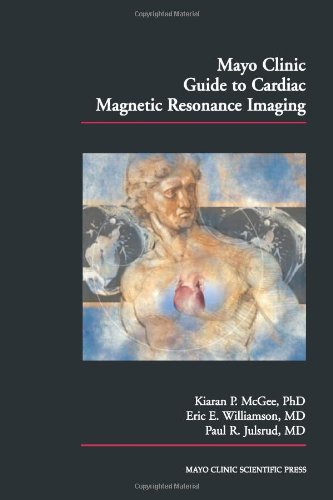 Mayo Clinic
Guide to Cardiac
Magnetic Resonance Imaging
Kiaran P. McGee, PhD
Eric E. Williamson, MD
Paul R. Julsrud, MD
MAYO CLINIC SCIENTIFIC PRESS